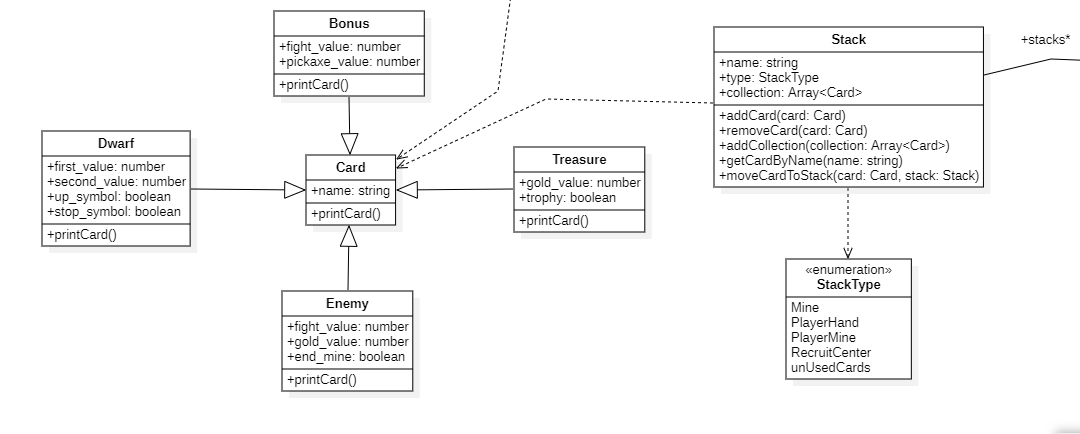 Bonus
+fight_value: number
+pickaxe_value: number
+printCard()
Stack
+name: string
+type: StackType
+collection: Array<Card>
+addCard(card: Card)
+removeCard(card: Card)
+addCollection(collection: Array<Card>)
+getCardByName(name: string)
+moveCardToStack(card: Card, stack: Stack)
+stacks*
Dwarf
+first_value: number
+second_value: number
+up_symbol: boolean
+stop_symbol: boolean
+printCard()
Card
+name: string
+printCard()
Treasure
+gold_value: number
+trophy: boolean
+printCard()
Enemy
+fight_value: number
+gold_value: number
+end_mine: boolean
+printCard()
«enumeration»
StackType
Mine
PlayerHand
PlayerMine
RecruitCenter
unUsedCards